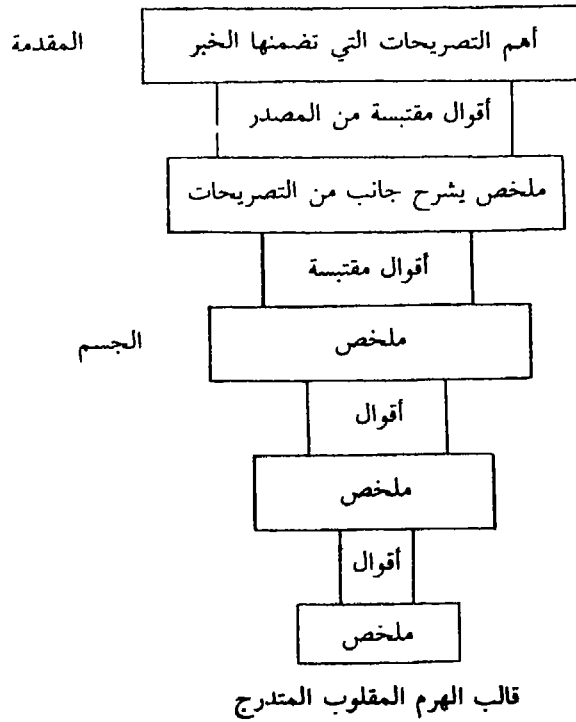 المقدمة
أهم التصريحات التي تضمنها الخبر
أقوال مقتبسة من المصدر
ملخص يشرح جانب من التصريحات
أقوال مقتبسة
الجسم
ملخص
أقوال
ملخص
أقوال
ملخص
قالب الهرم المقلوب المتدرج